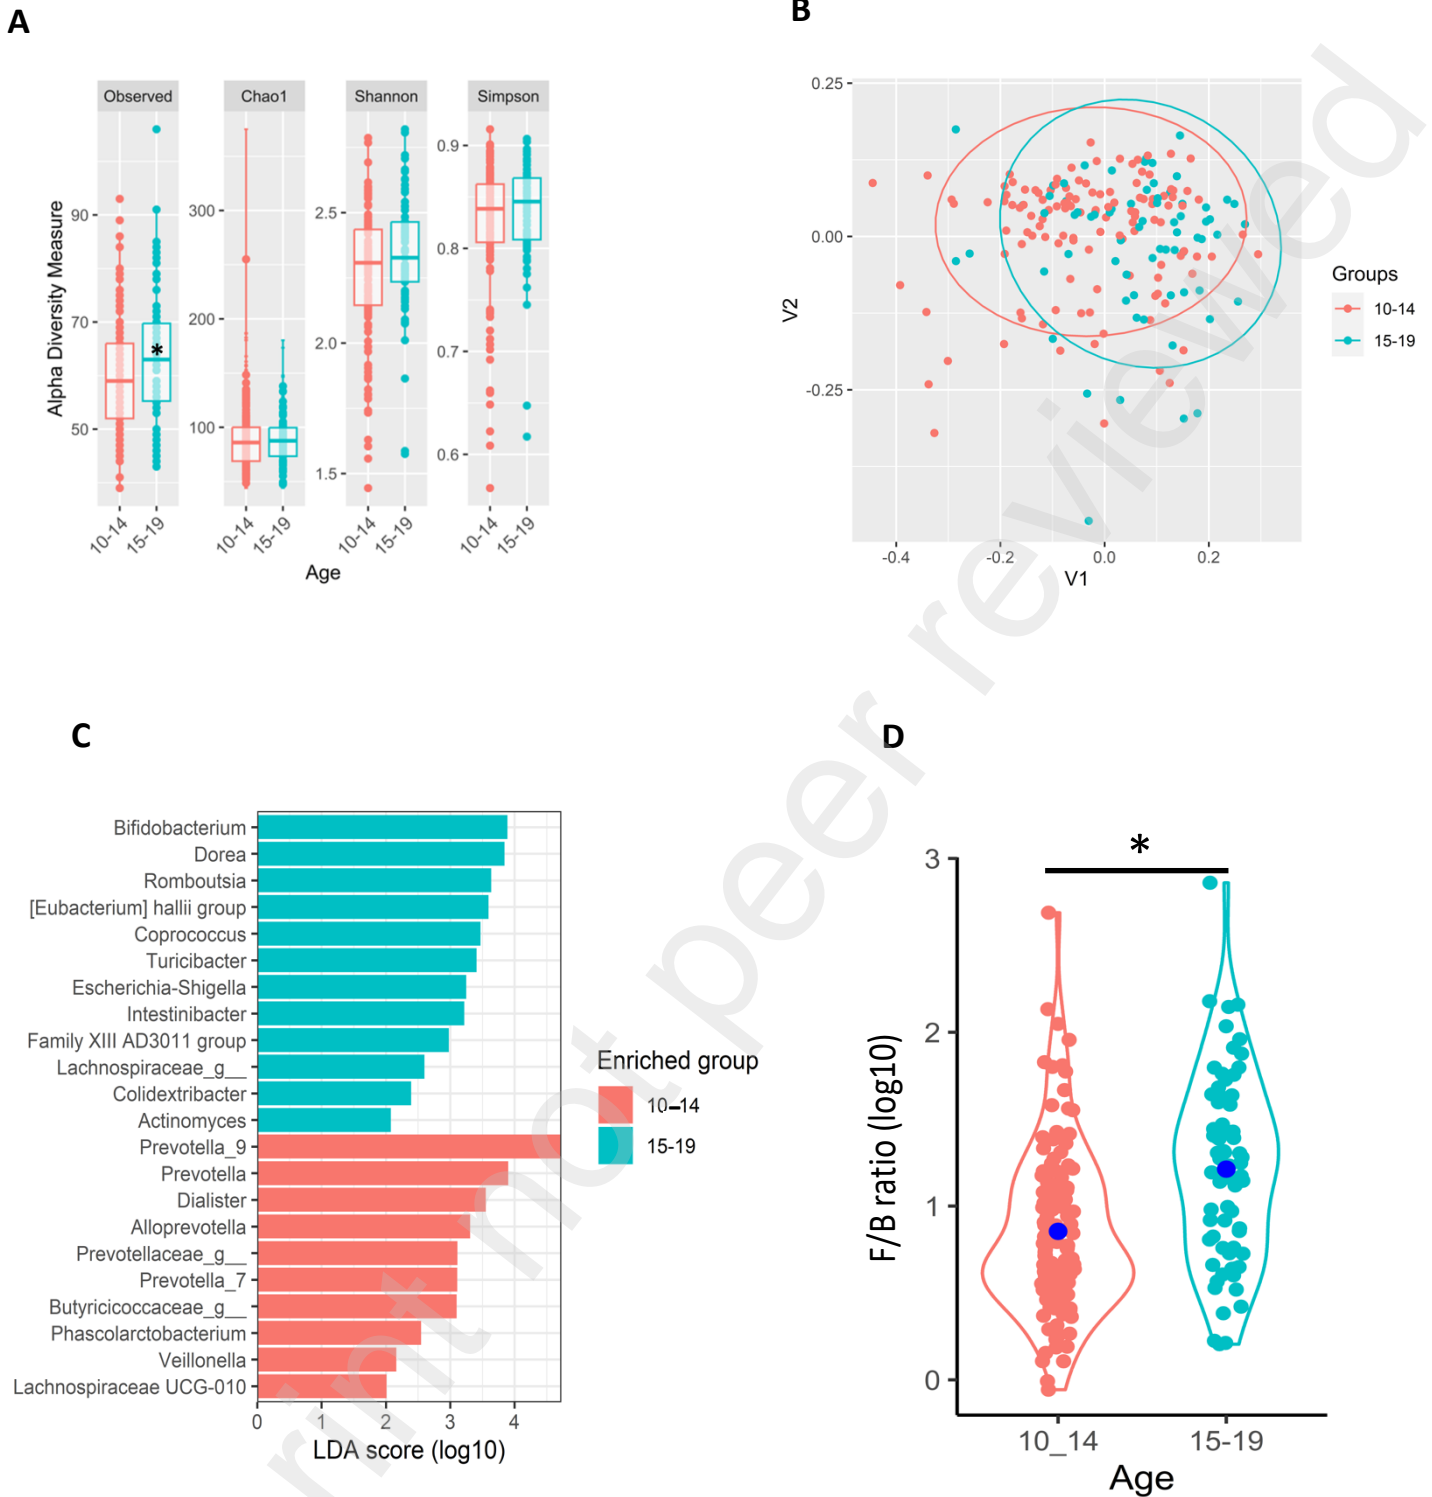 A
Observed
Chao1
Shannon
Simpson
Alpha Diversity Measure
90
70
50
300
200
100
2.5
2.0
1.5
0.9
0.8
0.7
0.6
*
10-14
15-19
10-14
15-19
10-14
15-19
10-14
15-19
Age
B
0.25
0.00
-0.25
V2
-0.4
-0.2
0.0
0.2
V1
Groups
10-14
15-19
C
Bifidobacterium
Dorea
Romboutsia
[Eubacterium] hallii group
Coprococcus
Turicibacter
Escherichia-Shigella
Intestinibacter
Family XIII AD3011 group
Lachnospiraceae_g__
Colidextribacter
Actinomyces
Prevotella_9
Prevotella
Dialister
Alloprevotella
Prevotellaceae_g__
Prevotella_7
Butyricicoccaceae_g__
Phascolarctobacterium
Veillonella
Lachnospiraceae UCG-010
0
1
2
3
4
LDA score (log10)
Enriched group
10–14
15-19
D
*
3
2
1
0
F/B ratio (log10)
10_14
15-19
Age
rint not peer reviewed